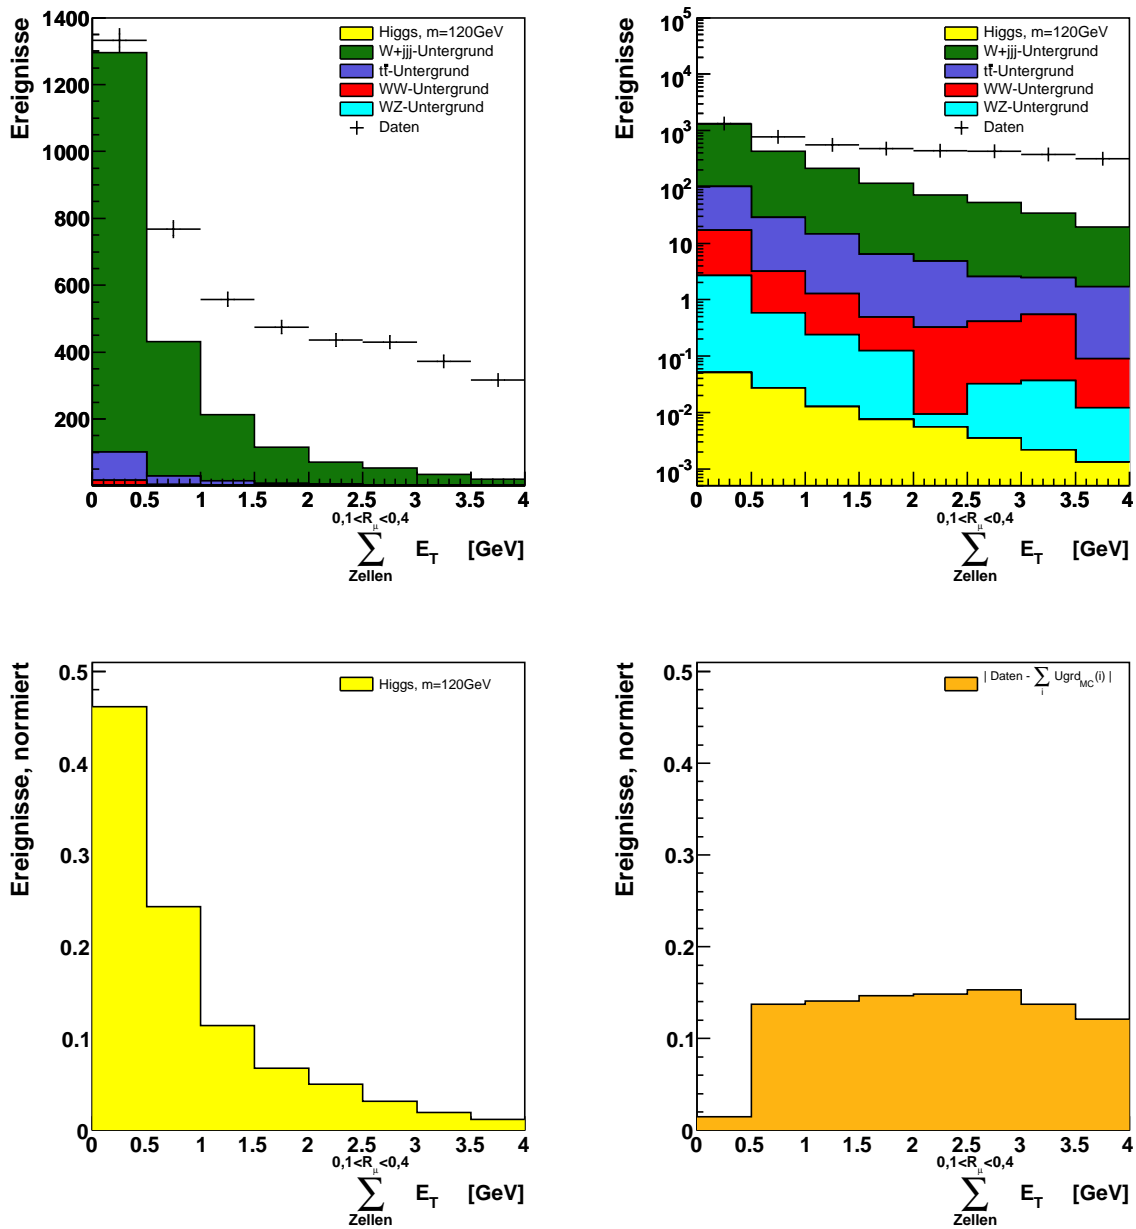 Ereignisse
1400
1200
1000
800
600
400
200
0 0.5 1 1.5 2 2.5 3 3.5 4
Higgs, m=120GeV
W+jjj-Untergrund
tt̄-Untergrund
WW-Untergrund
WZ-Untergrund
Daten
0,1<R_μ<0,4
∑ E_T [GeV]
Zellen
Ereignisse
10^5
10^4
10^3
10^2
10
1
10^-1
10^-2
10^-3
0 0.5 1 1.5 2 2.5 3 3.5 4
Higgs, m=120GeV
W+jjj-Untergrund
tt̄-Untergrund
WW-Untergrund
WZ-Untergrund
Daten
0,1<R_μ<0,4
∑ E_T [GeV]
Zellen
Ereignisse, normiert
0.5
0.4
0.3
0.2
0.1
0
0 0.5 1 1.5 2 2.5 3 3.5 4
Higgs, m=120GeV
0,1<R_μ<0,4
∑ E_T [GeV]
Zellen
Ereignisse, normiert
0.5
0.4
0.3
0.2
0.1
0
0 0.5 1 1.5 2 2.5 3 3.5 4
| Daten - ∑ Ugrd_MC(i) |
i
0,1<R_μ<0,4
∑ E_T [GeV]
Zellen